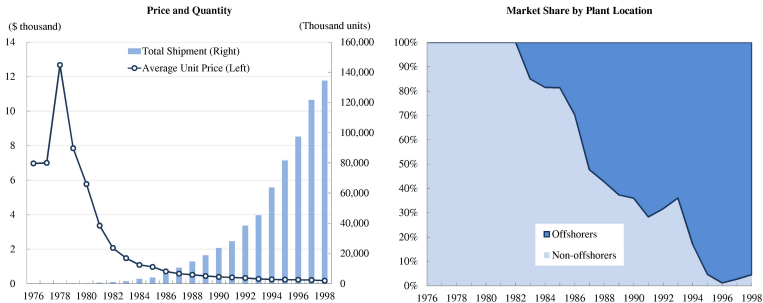 Price and Quantity
($ thousand)
(Thousand units)
14
12
10
8
6
4
2
0
160,000
140,000
120,000
100,000
80,000
60,000
40,000
20,000
0
Total Shipment (Right)
Average Unit Price (Left)
1976 1978 1980 1982 1984 1986 1988 1990 1992 1994 1996 1998
Market Share by Plant Location
100%
90%
80%
70%
60%
50%
40%
30%
20%
10%
0%
Offshorers
Non-offshorers
1976 1978 1980 1982 1984 1986 1988 1990 1992 1994 1996 1998